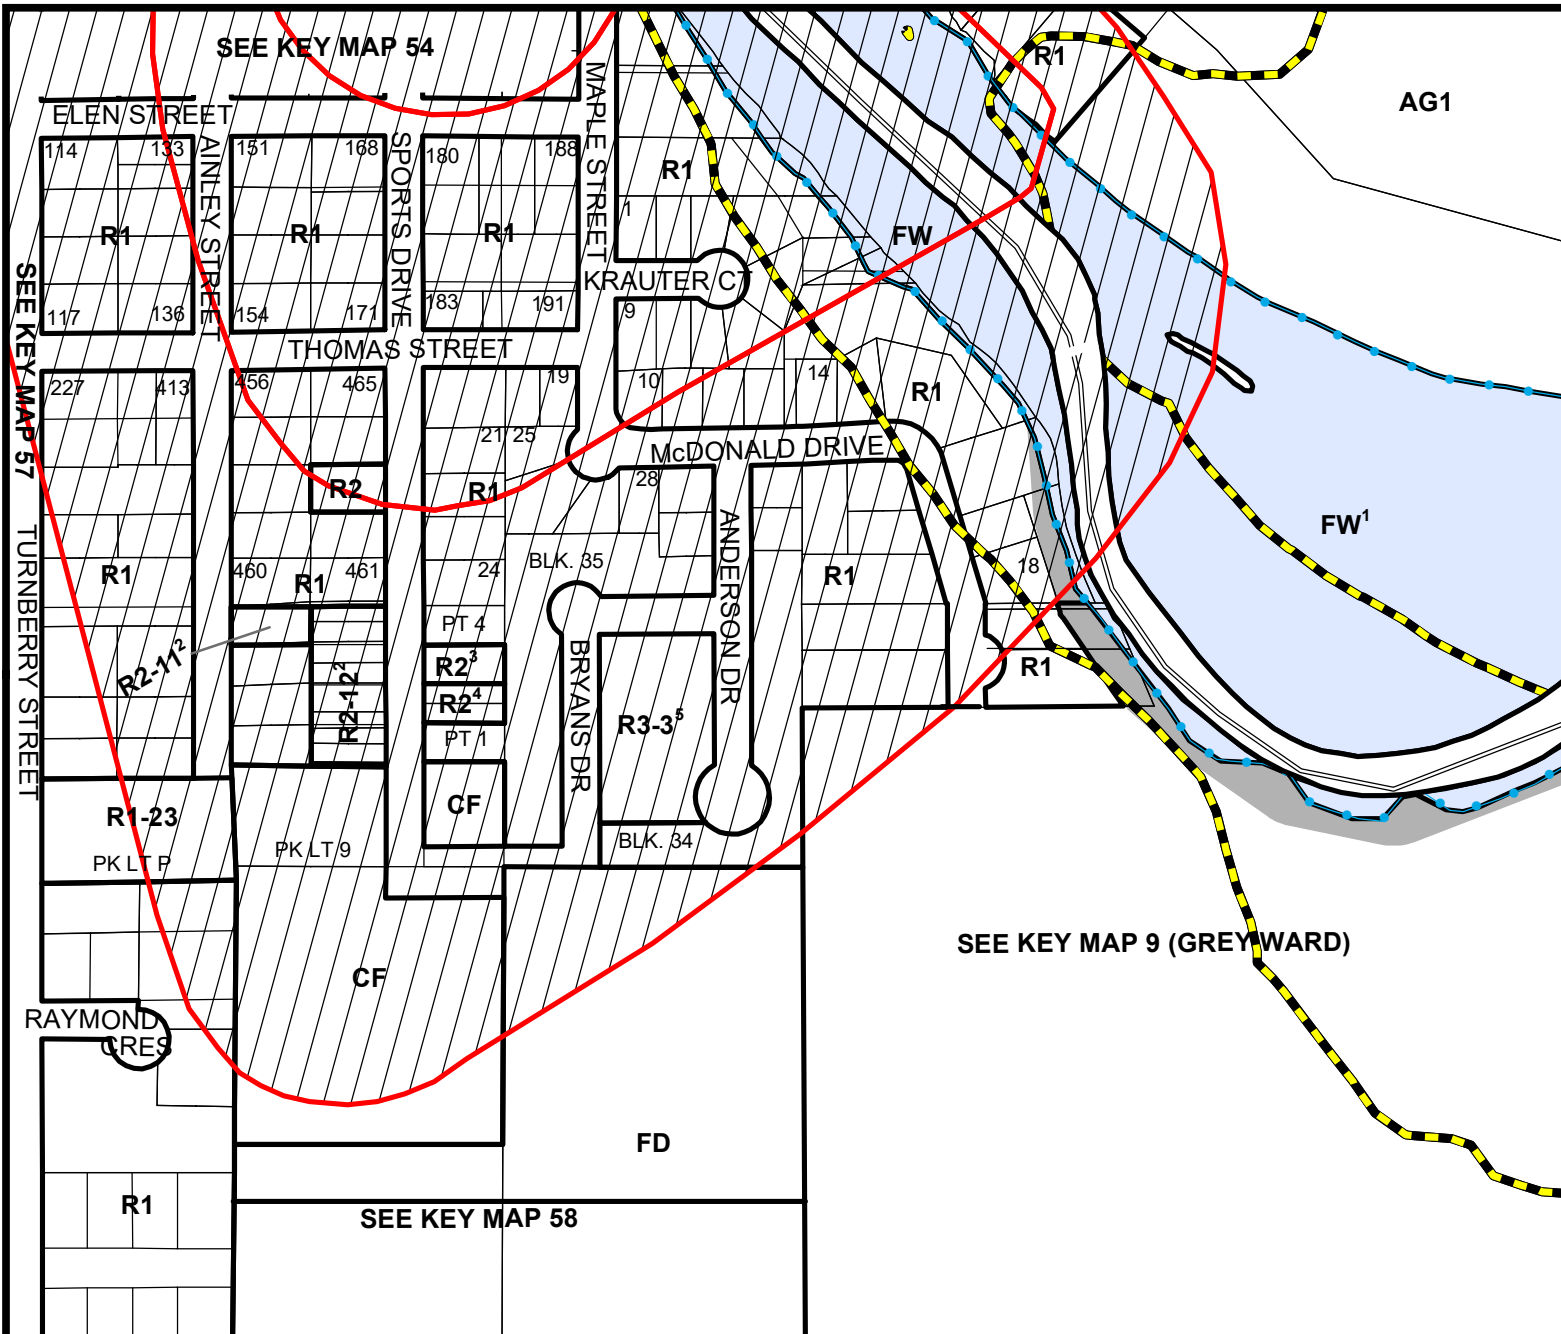 SEE KEY MAP 54
R1
AG1
ELEN STREET
MAPLE STREET
114
133
AINLEY STREET
151
168
SPORTS DRIVE
180
188
R1
1
R1
R1
R1
FW
SEE KEY MAP 57
KRAUTER CT
117
136
154
171
183
191
9
THOMAS STREET
227
413
456
465
19
10
14
R1
21
25
McDONALD DRIVE
R2
R1
28
ANDERSON DR
FW1
TURNBERRY STREET
R1
460
R1
461
24
BLK. 35
R1
18
PT 4
R2-11²
R2-12²
R2³
BRYANS DR
R1
R2⁴
R3-3⁵
PT 1
R1-23
CF
PK LT P
PK LT 9
BLK. 34
SEE KEY MAP 9 (GREY WARD)
CF
RAYMOND
CRES
FD
R1
SEE KEY MAP 58